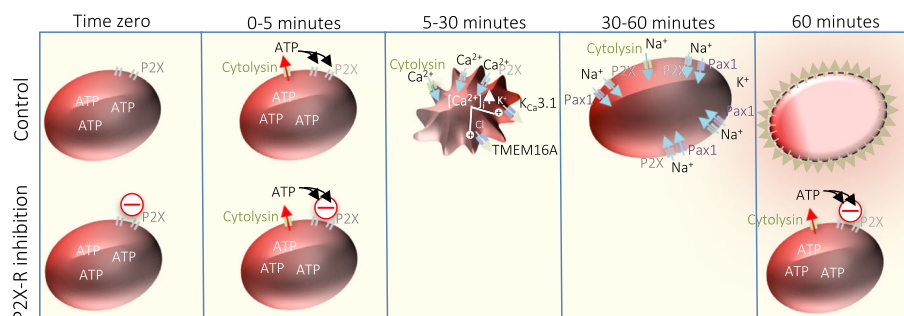 Time zero
0-5 minutes
5-30 minutes
30-60 minutes
60 minutes
Control
P2X
ATP
ATP
ATP
ATP
Cytolysin
P2X
ATP
ATP
ATP
Cytolysin
Ca2+
Ca2+
Ca2+
P2X
[Ca2+]i
K+
KCa3.1
Cl-
TMEM16A
Cytolysin
Na+
Na+
Na+
P2X
P2X
Pax1
K+
Pax1
Pax1
Na+
Pax1
P2X
Na+
P2X-R inhibition
P2X
ATP
ATP
ATP
ATP
Cytolysin
P2X
ATP
ATP
ATP
ATP
Cytolysin
P2X
ATP
ATP
ATP